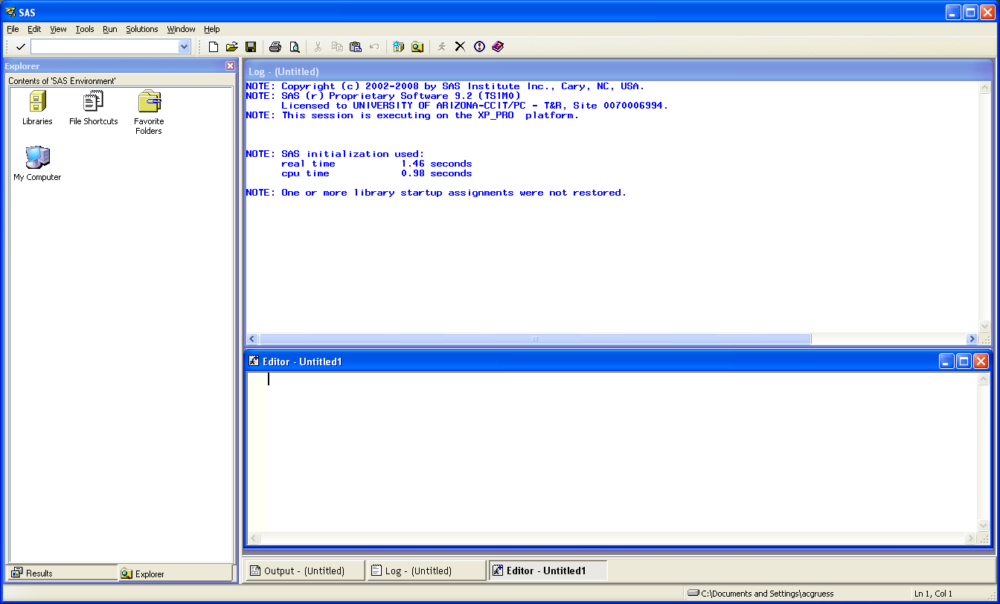 SAS
File Edit View Tools Run Solutions Window Help
Explorer
Contents of 'SAS Environment'
Libraries
File Shortcuts
Favorite
Folders
My Computer
Results
Explorer
Log - (Untitled)
NOTE: Copyright (c) 2002-2008 by SAS Institute Inc., Cary, NC, USA.
NOTE: SAS (r) Proprietary Software 9.2 (TS1M0)
Licensed to UNIVERSITY OF ARIZONA-CCIT/PC - T&R, Site 0070006994.
NOTE: This session is executing on the XP_PRO  platform.
NOTE: SAS initialization used:
real time           1.46 seconds
cpu time            0.98 seconds
NOTE: One or more library startup assignments were not restored.
Editor - Untitled1
Output - (Untitled)
Log - (Untitled)
Editor - Untitled1
C:\Documents and Settings\acgruess
Ln 1, Col 1